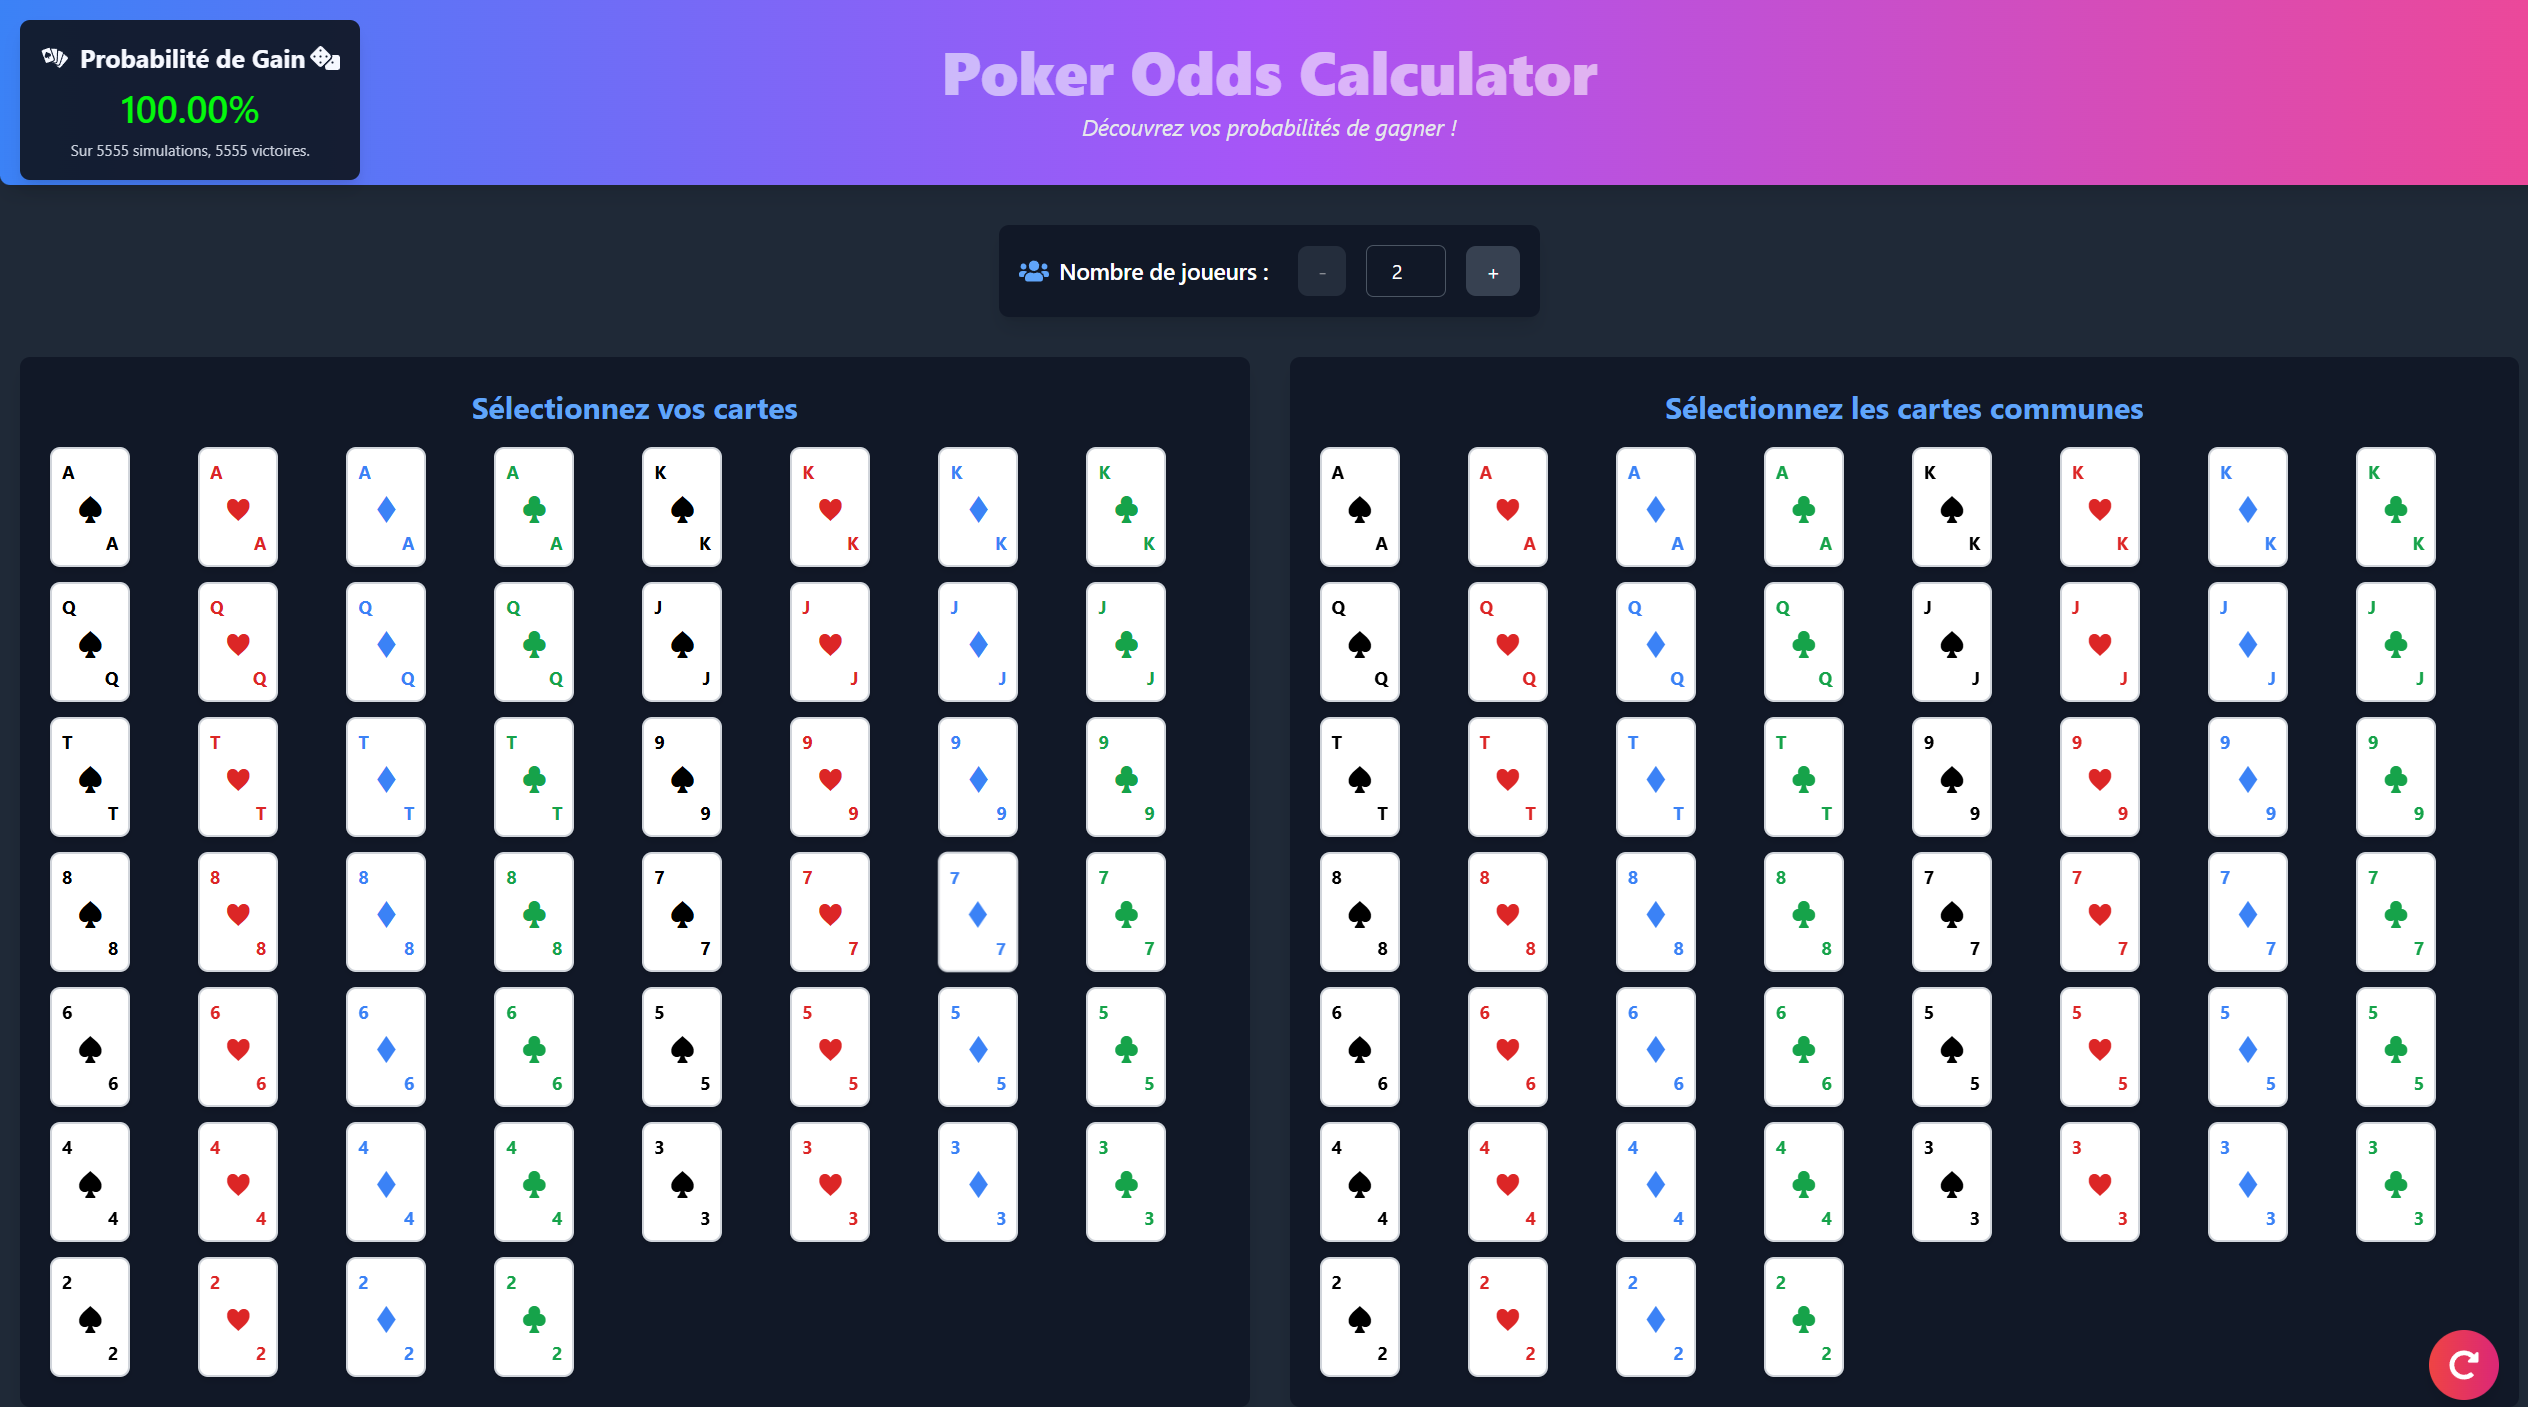 Probabilité de Gain
100.00%
Sur 5555 simulations, 5555 victoires.
Poker Odds Calculator
Découvrez vos probabilités de gagner !
Nombre de joueurs : - 2 +
Sélectionnez vos cartes
A A A A K K K K
A A A A K K K K
Q Q Q Q J J J J
Q Q Q Q J J J J
T T T T 9 9 9 9
T T T T 9 9 9 9
8 8 8 8 7 7 7 7
8 8 8 8 7 7 7 7
6 6 6 6 5 5 5 5
6 6 6 6 5 5 5 5
4 4 4 4 3 3 3 3
4 4 4 4 3 3 3 3
2 2 2 2
2 2 2 2
Sélectionnez les cartes communes
A A A A K K K K
A A A A K K K K
Q Q Q Q J J J J
Q Q Q Q J J J J
T T T T 9 9 9 9
T T T T 9 9 9 9
8 8 8 8 7 7 7 7
8 8 8 8 7 7 7 7
6 6 6 6 5 5 5 5
6 6 6 6 5 5 5 5
4 4 4 4 3 3 3 3
4 4 4 4 3 3 3 3
2 2 2 2
2 2 2 2